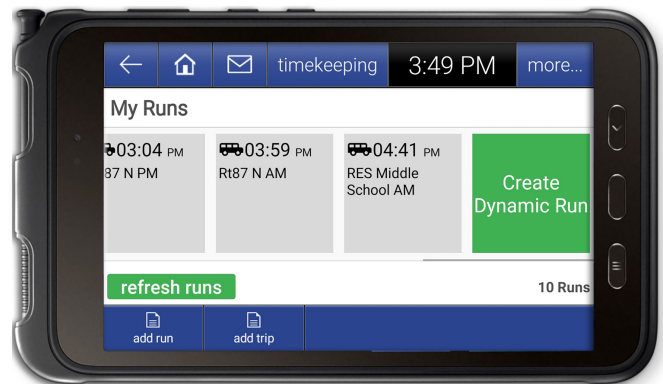 timekeeping
3:49 PM
more...
My Runs
03:04 PM
87 N PM
03:59 PM
Rt87 N AM
04:41 PM
RES Middle
School AM
Create
Dynamic Run
refresh runs
10 Runs
add run
add trip